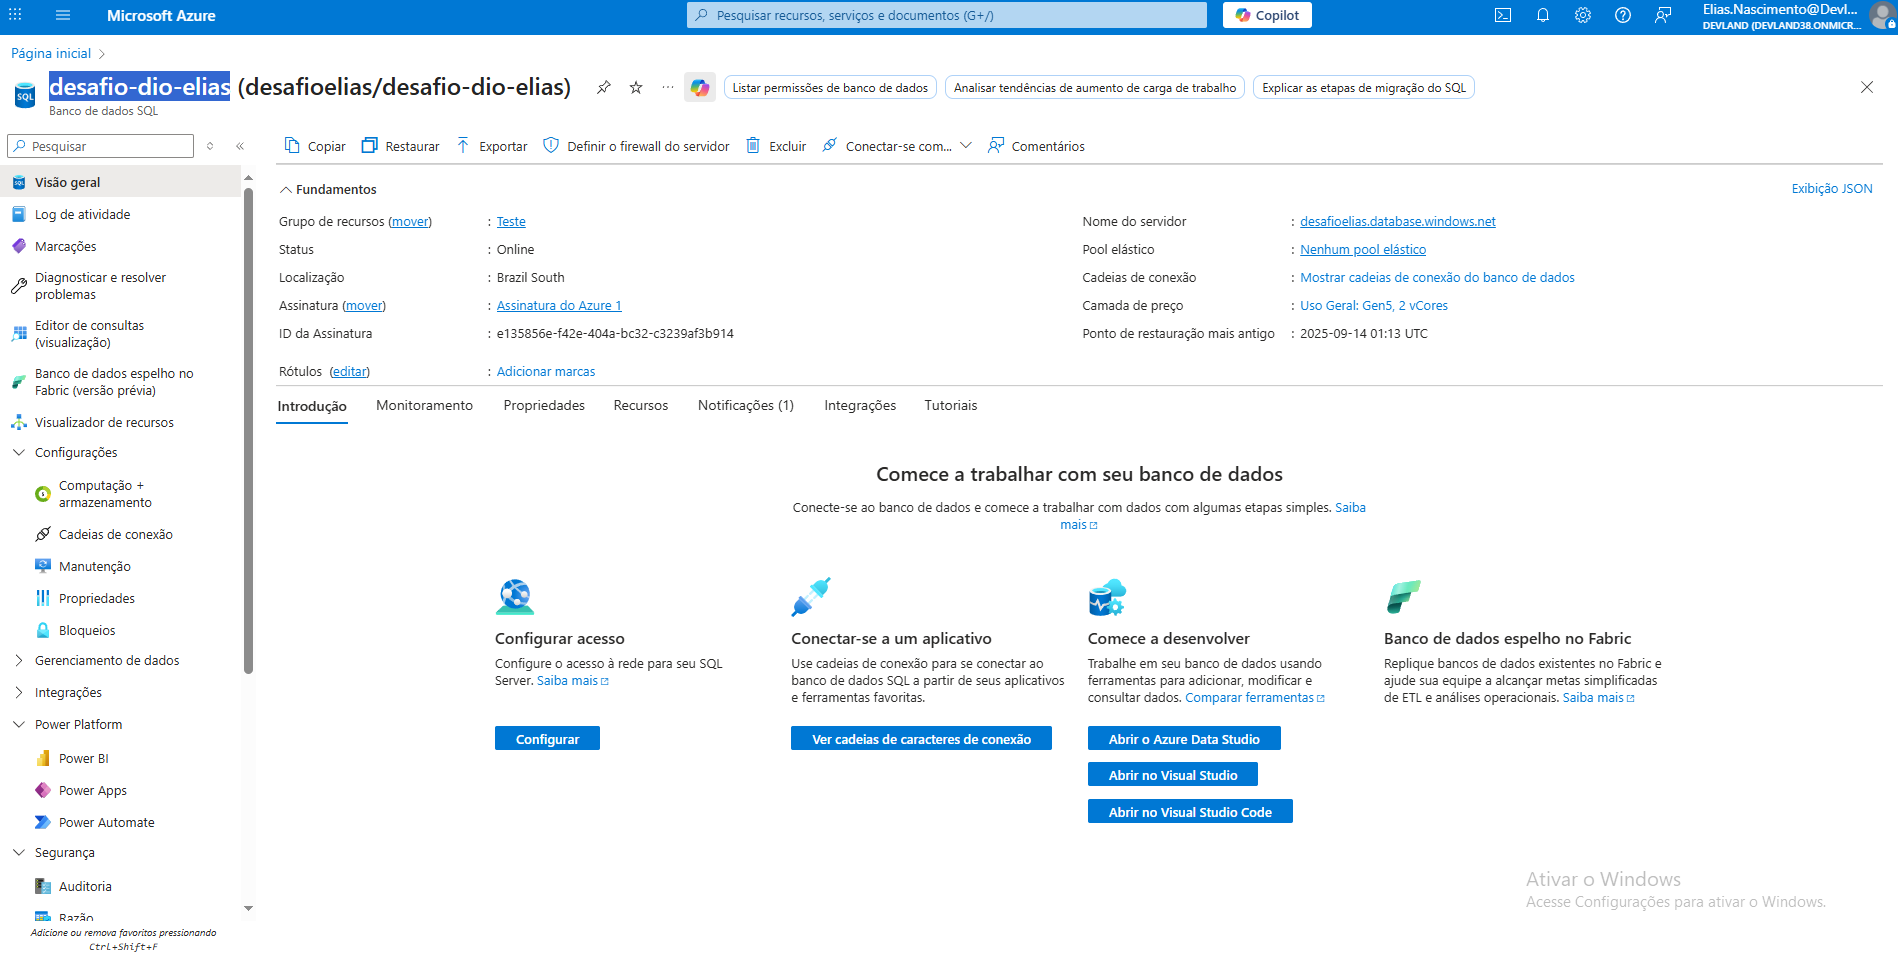 Microsoft Azure
Pesquisar recursos, serviços e documentos (G+/)
Copilot
Elias.Nascimento@Devl...
DEVLAND (DEVLAND38.ONMICR...
Página inicial
desafio-dio-elias (desafioelias/desafio-dio-elias)
Banco de dados SQL
Listar permissões de banco de dados
Analisar tendências de aumento de carga de trabalho
Explicar as etapas de migração do SQL
Pesquisar
Copiar
Restaurar
Exportar
Definir o firewall do servidor
Excluir
Conectar-se com...
Comentários
Visão geral
Log de atividade
Marcações
Diagnosticar e resolver
problemas
Editor de consultas
(visualização)
Banco de dados espelho no
Fabric (versão prévia)
Visualizador de recursos
Configurações
Computação +
armazenamento
Cadeias de conexão
Manutenção
Propriedades
Bloqueios
Gerenciamento de dados
Integrações
Power Platform
Power BI
Power Apps
Power Automate
Segurança
Auditoria
Razão
Adicione ou remova favoritos pressionando
Ctrl+Shift+F
Fundamentos
Exibição JSON
Grupo de recursos (mover) : Teste
Status : Online
Localização : Brazil South
Assinatura (mover) : Assinatura do Azure 1
ID da Assinatura : e135856e-f42e-404a-bc32-c3239af3b914
Nome do servidor : desafioelias.database.windows.net
Pool elástico : Nenhum pool elástico
Cadeias de conexão : Mostrar cadeias de conexão do banco de dados
Camada de preço : Uso Geral: Gen5, 2 vCores
Ponto de restauração mais antigo : 2025-09-14 01:13 UTC
Rótulos (editar) : Adicionar marcas
Introdução
Monitoramento
Propriedades
Recursos
Notificações (1)
Integrações
Tutoriais
Comece a trabalhar com seu banco de dados
Conecte-se ao banco de dados e comece a trabalhar com dados com algumas etapas simples. Saiba
mais
Configurar acesso
Configure o acesso à rede para seu SQL
Server. Saiba mais
Configurar
Conectar-se a um aplicativo
Use cadeias de conexão para se conectar ao
banco de dados SQL a partir de seus aplicativos
e ferramentas favoritas.
Ver cadeias de caracteres de conexão
Comece a desenvolver
Trabalhe em seu banco de dados usando
ferramentas para adicionar, modificar e
consultar dados. Comparar ferramentas
Abrir o Azure Data Studio
Abrir no Visual Studio
Abrir no Visual Studio Code
Banco de dados espelho no Fabric
Replique bancos de dados existentes no Fabric e
ajude sua equipe a alcançar metas simplificadas
de ETL e análises operacionais. Saiba mais
Ativar o Windows
Acesse Configurações para ativar o Windows.